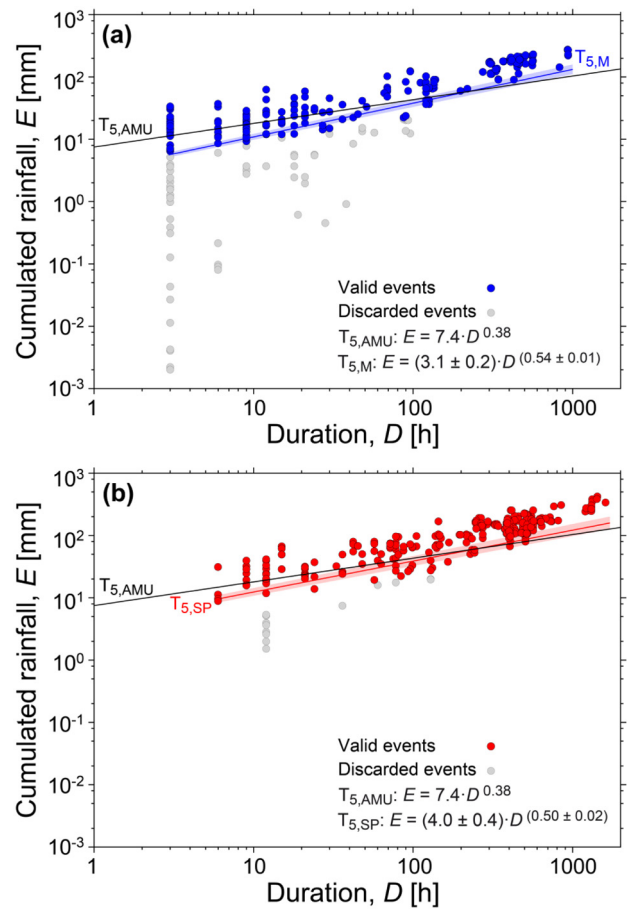 (a)
10³
10²
10¹
10⁰
10⁻¹
10⁻²
10⁻³
Cumulated rainfall, E [mm]
T₅,AMU
T₅,M
Valid events
Discarded events
T₅,AMU: E = 7.4·D^0.38
T₅,M: E = (3.1 ± 0.2)·D^(0.54 ± 0.01)
1 10 100 1000
Duration, D [h]
(b)
10³
10²
10¹
10⁰
10⁻¹
10⁻²
10⁻³
Cumulated rainfall, E [mm]
T₅,AMU
T₅,SP
Valid events
Discarded events
T₅,AMU: E = 7.4·D^0.38
T₅,SP: E = (4.0 ± 0.4)·D^(0.50 ± 0.02)
1 10 100 1000
Duration, D [h]